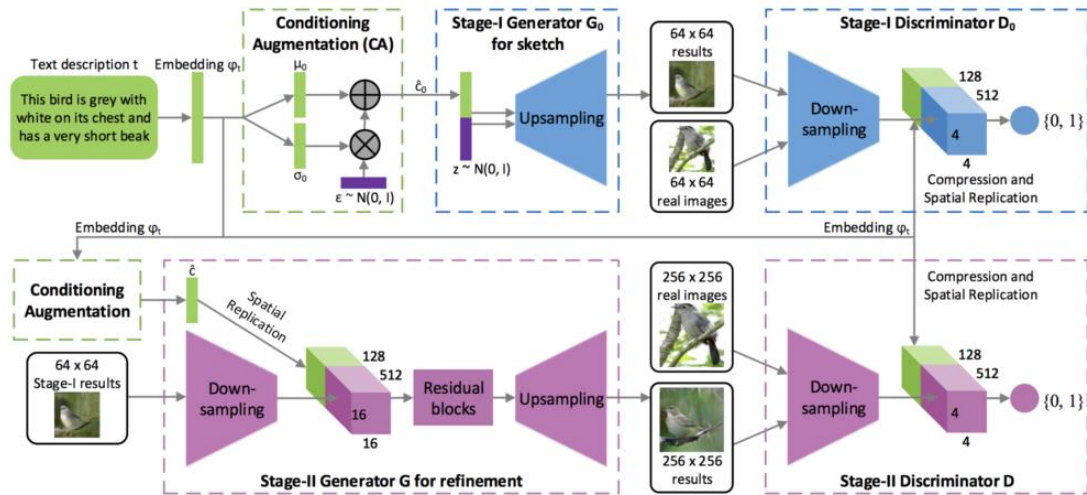 Conditioning
Augmentation (CA)
Stage-I Generator G₀
for sketch
64 x 64
results
Stage-I Discriminator D₀
Text description t
Embedding φₜ
This bird is grey with
white on its chest and
has a very short beak
μ₀
σ₀
ε ~ N(0, I)
ĉ₀
z ~ N(0, I)
Upsampling
64 x 64
real images
Down-
sampling
128
512
4
4
{0, 1}
Compression and
Spatial Replication
Embedding φₜ
Embedding φₜ
Conditioning
Augmentation
ĉ
Spatial
Replication
64 x 64
Stage-I results
Down-
sampling
128
512
16
16
Residual
blocks
Upsampling
Stage-II Generator G for refinement
256 x 256
real images
256 x 256
results
Compression and
Spatial Replication
Down-
sampling
128
512
4
4
{0, 1}
Stage-II Discriminator D